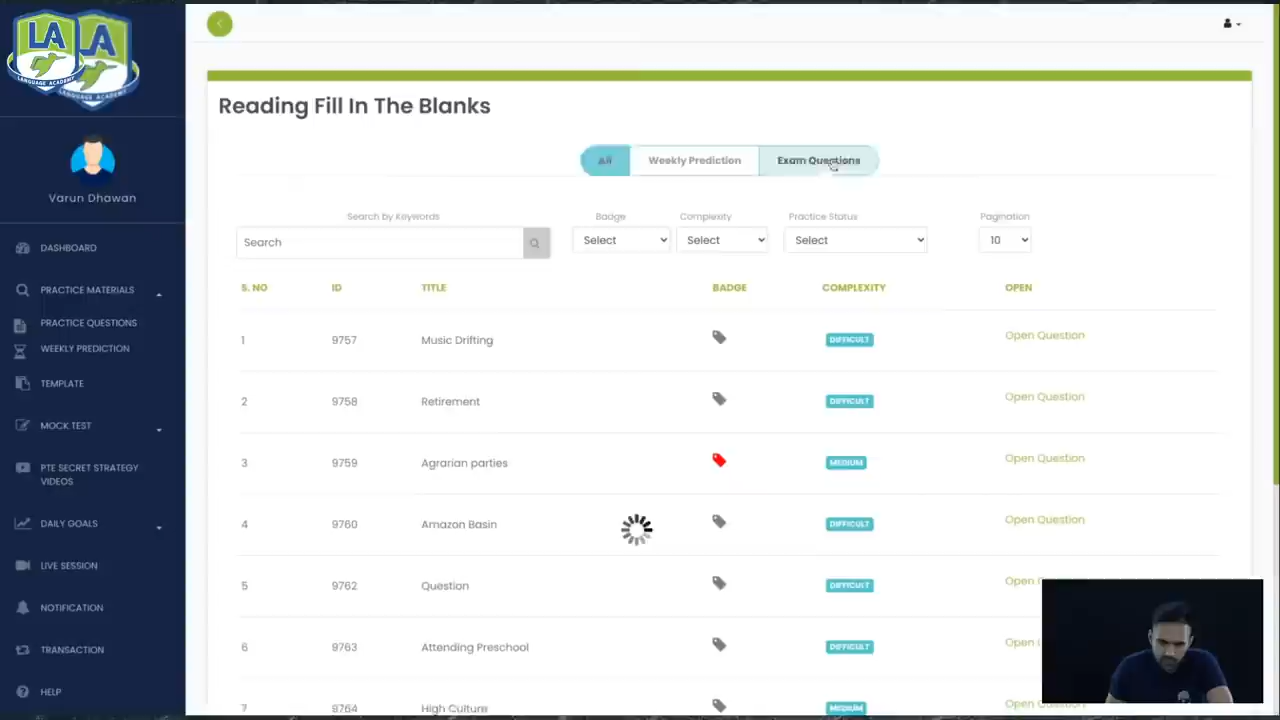 LA LA
LANGUAGE ACADEMY
LANGUAGE ACADEMY
Varun Dhawan
DASHBOARD
PRACTICE MATERIALS
PRACTICE QUESTIONS
WEEKLY PREDICTION
TEMPLATE
MOCK TEST
PTE SECRET STRATEGY
VIDEOS
DAILY GOALS
LIVE SESSION
NOTIFICATION
TRANSACTION
HELP
Reading Fill In The Blanks
All Weekly Prediction Exam Questions
Search by Keywords Badge Complexity Practice Status Pagination
Search Select Select Select 10
S. NO ID TITLE BADGE COMPLEXITY OPEN
1 9757 Music Drifting DIFFICULT Open Question
2 9758 Retirement DIFFICULT Open Question
3 9759 Agrarian parties MEDIUM Open Question
4 9760 Amazon Basin DIFFICULT Open Question
5 9762 Question DIFFICULT Open
6 9763 Attending Preschool DIFFICULT Open
7 9764 High Culture MEDIUM Open